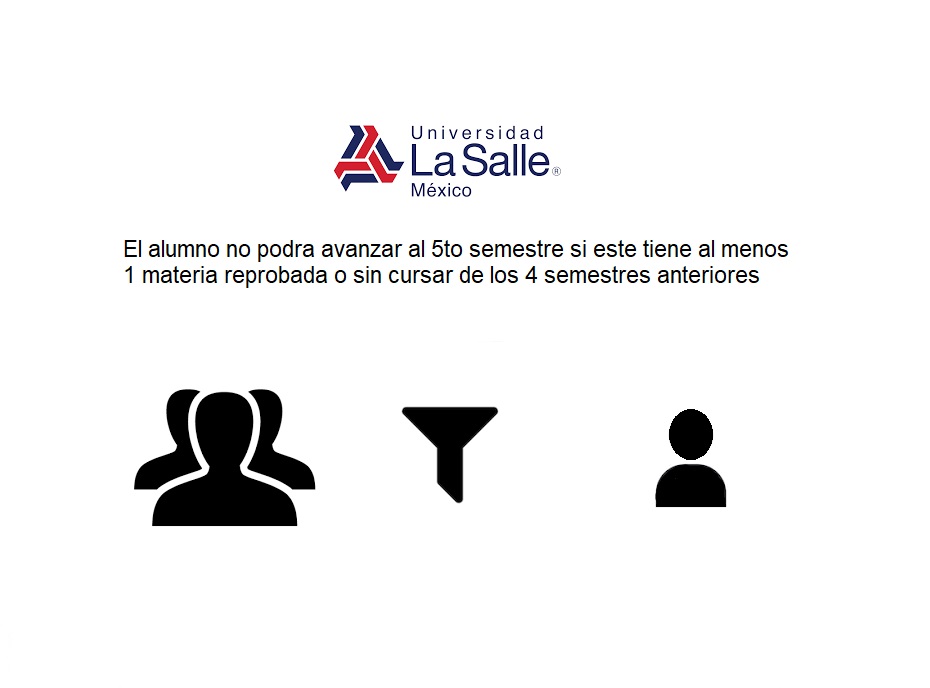 Universidad
La Salle®
México
El alumno no podra avanzar al 5to semestre si este tiene al menos
1 materia reprobada o sin cursar de los 4 semestres anteriores